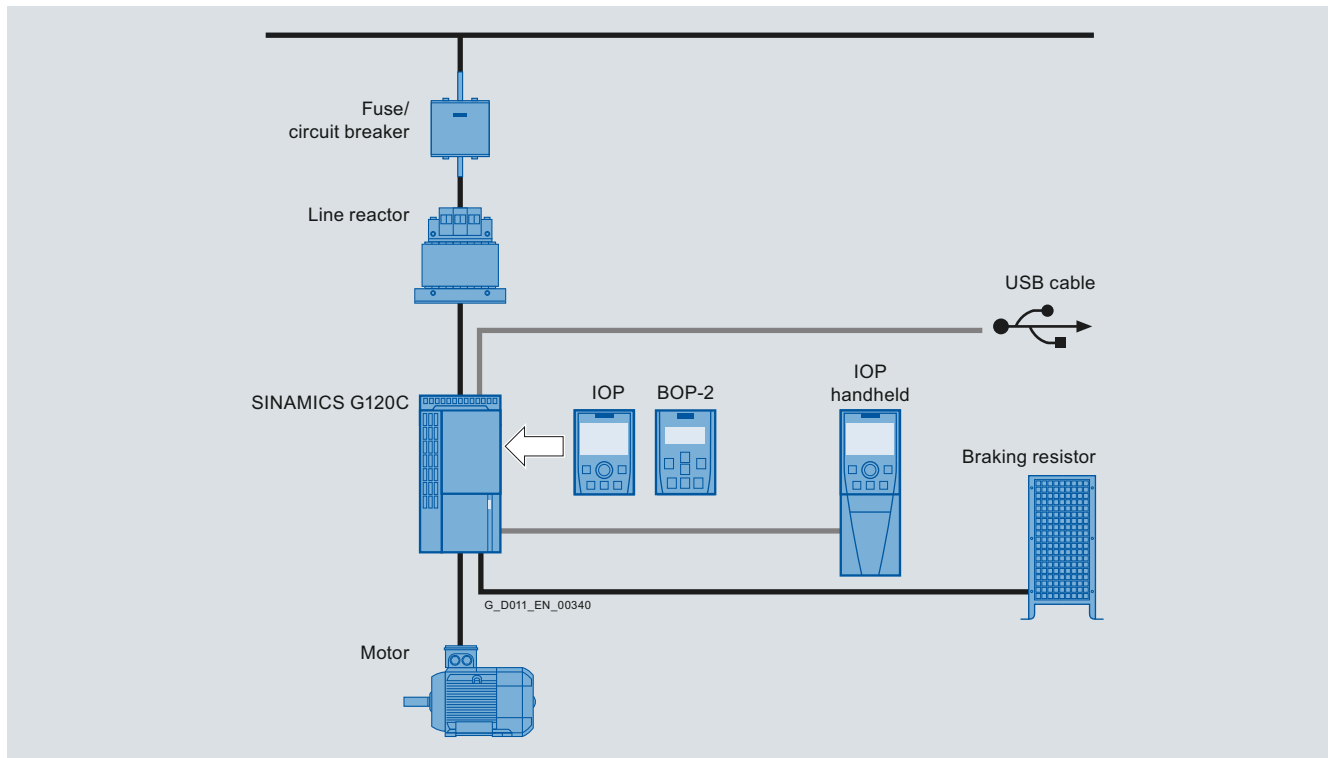 Fuse/
circuit breaker
Line reactor
USB cable
SINAMICS G120C
IOP
BOP-2
IOP
handheld
Braking resistor
G_D011_EN_00340
Motor